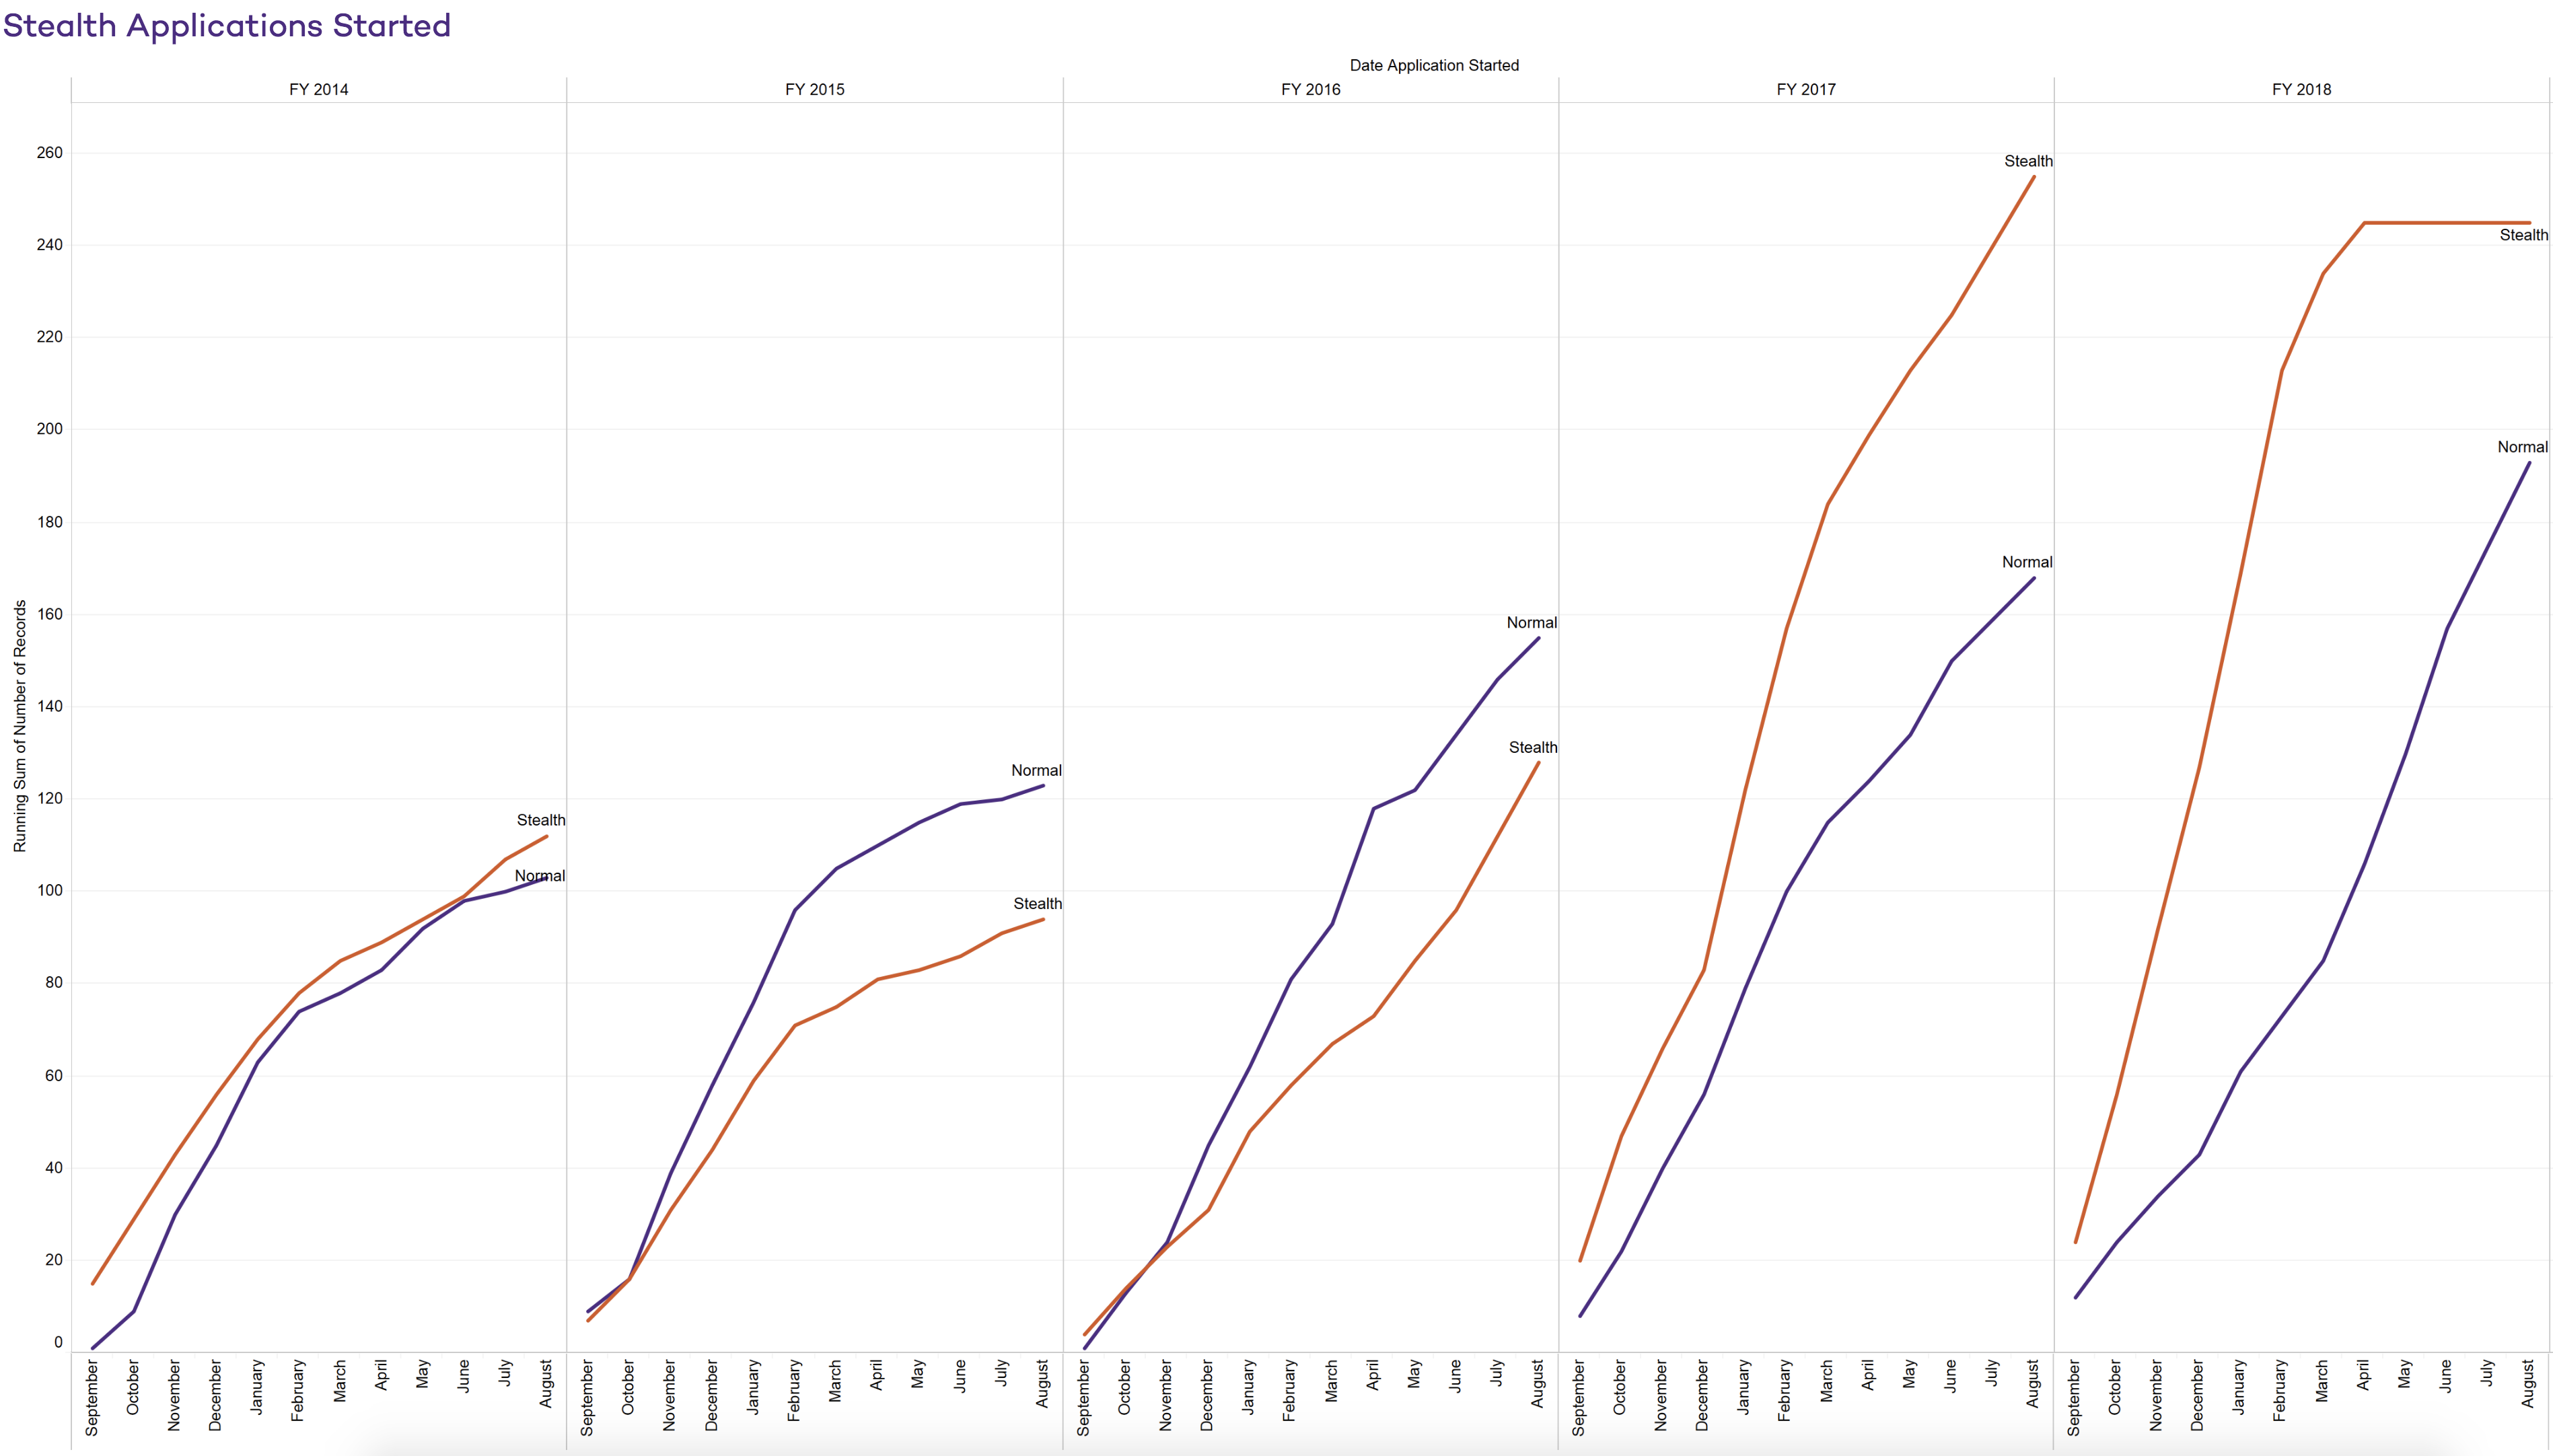 Stealth Applications Started
Date Application Started
FY 2014 FY 2015 FY 2016 FY 2017 FY 2018
Running Sum of Number of Records
260
240
220
200
180
160
140
120
100
80
60
40
20
0
Stealth
Normal
Normal
Stealth
Normal
Stealth
Stealth
Normal
Stealth
Normal
September October November December January February March April May June July August
September October November December January February March April May June July August
September October November December January February March April May June July August
September October November December January February March April May June July August
September October November December January February March April May June July August